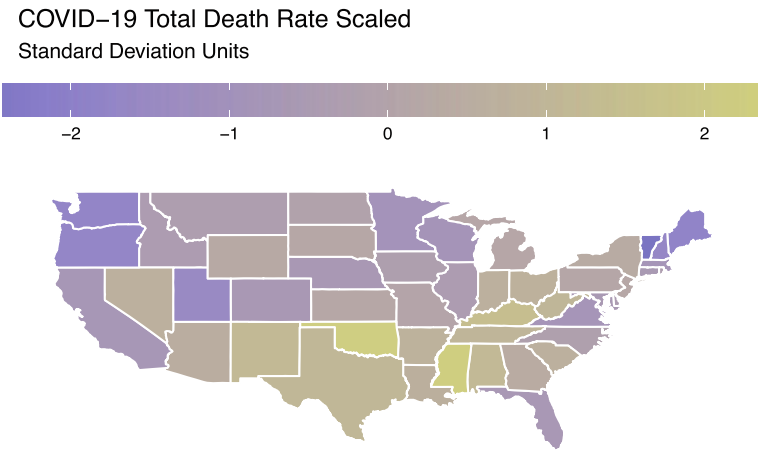 COVID−19 Total Death Rate Scaled
Standard Deviation Units
−2 −1 0 1 2